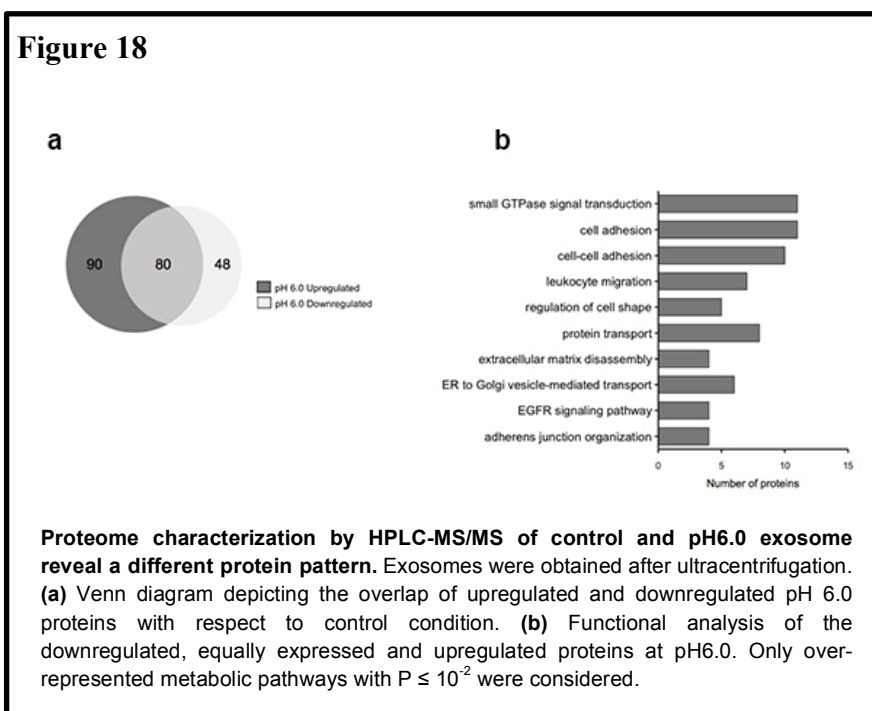 Figure 18
a
b
90
80
48
pH 6.0 Upregulated
pH 6.0 Downregulated
small GTPase signal transduction
cell adhesion
cell-cell adhesion
leukocyte migration
regulation of cell shape
protein transport
extracellular matrix disassembly
ER to Golgi vesicle-mediated transport
EGFR signaling pathway
adherens junction organization
0 5 10 15
Number of proteins
Proteome characterization by HPLC-MS/MS of control and pH6.0 exosome
reveal a different protein pattern. Exosomes were obtained after ultracentrifugation.
(a) Venn diagram depicting the overlap of upregulated and downregulated pH 6.0
proteins with respect to control condition. (b) Functional analysis of the
downregulated, equally expressed and upregulated proteins at pH6.0. Only over-
represented metabolic pathways with P ≤ 10⁻² were considered.